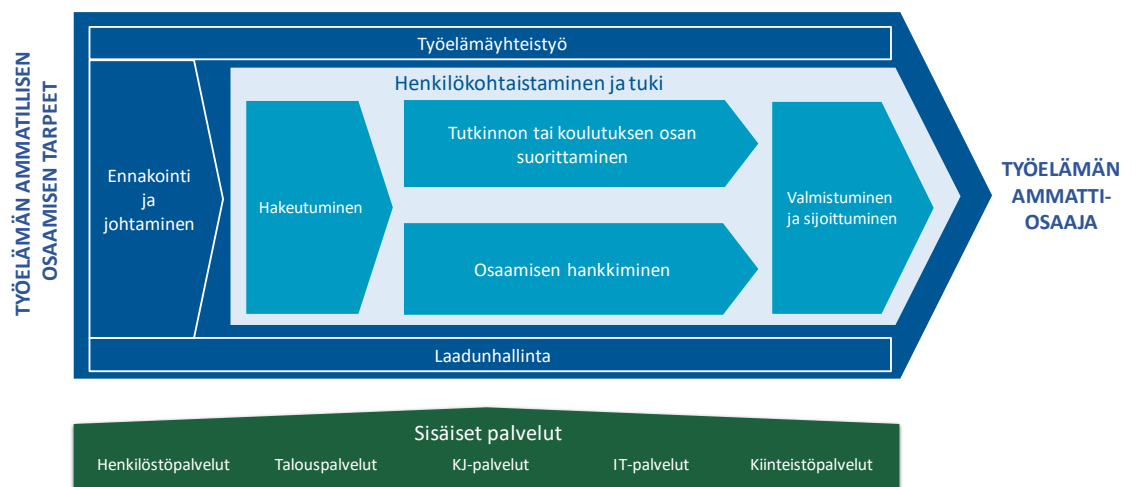 TYÖELÄMÄN AMMATILLISEN
OSAAMISEN TARPEET
Työelämäyhteistyö
Henkilökohtaistaminen ja tuki
Ennakointi
ja
johtaminen
Hakeutuminen
Tutkinnon tai koulutuksen osan
suorittaminen
Osaamisen hankkiminen
Valmistuminen
ja sijoittuminen
Laadunhallinta
TYÖELÄMÄN
AMMATTI-
OSAAJA
Sisäiset palvelut
Henkilöstöpalvelut Talouspalvelut KJ-palvelut IT-palvelut Kiinteistöpalvelut